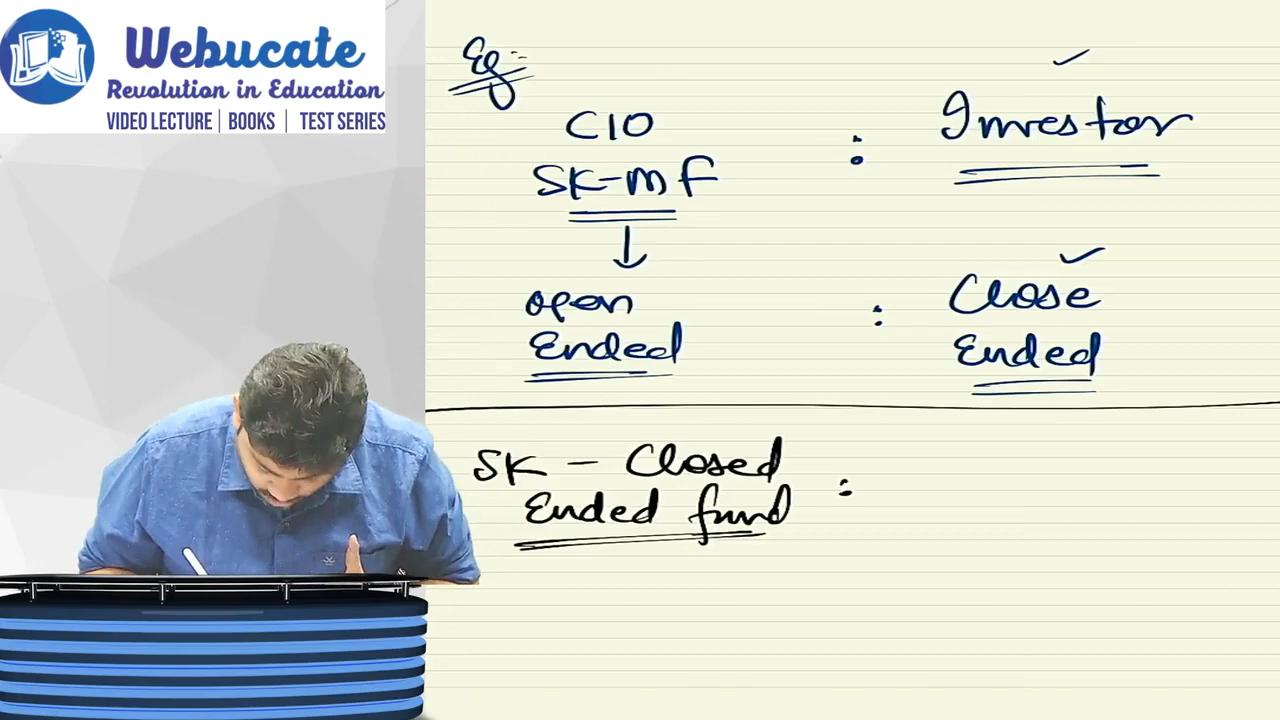 Webucate
Revolution in Education
VIDEO LECTURE | BOOKS | TEST SERIES
Eg:-
CIO : Investor
SK-MF
Open : Close
Ended Ended
SK - Closed :
Ended fund